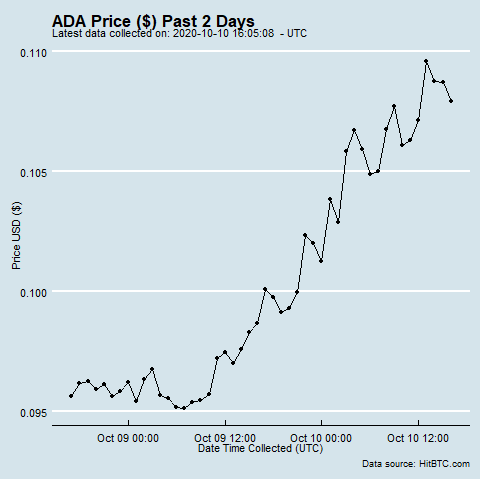 ADA Price ($) Past 2 Days
Latest data collected on: 2020-10-10 16:05:08 - UTC
0.110
0.105
0.100
0.095
Price USD ($)
Oct 09 00:00
Oct 09 12:00
Oct 10 00:00
Oct 10 12:00
Date Time Collected (UTC)
Data source: HitBTC.com